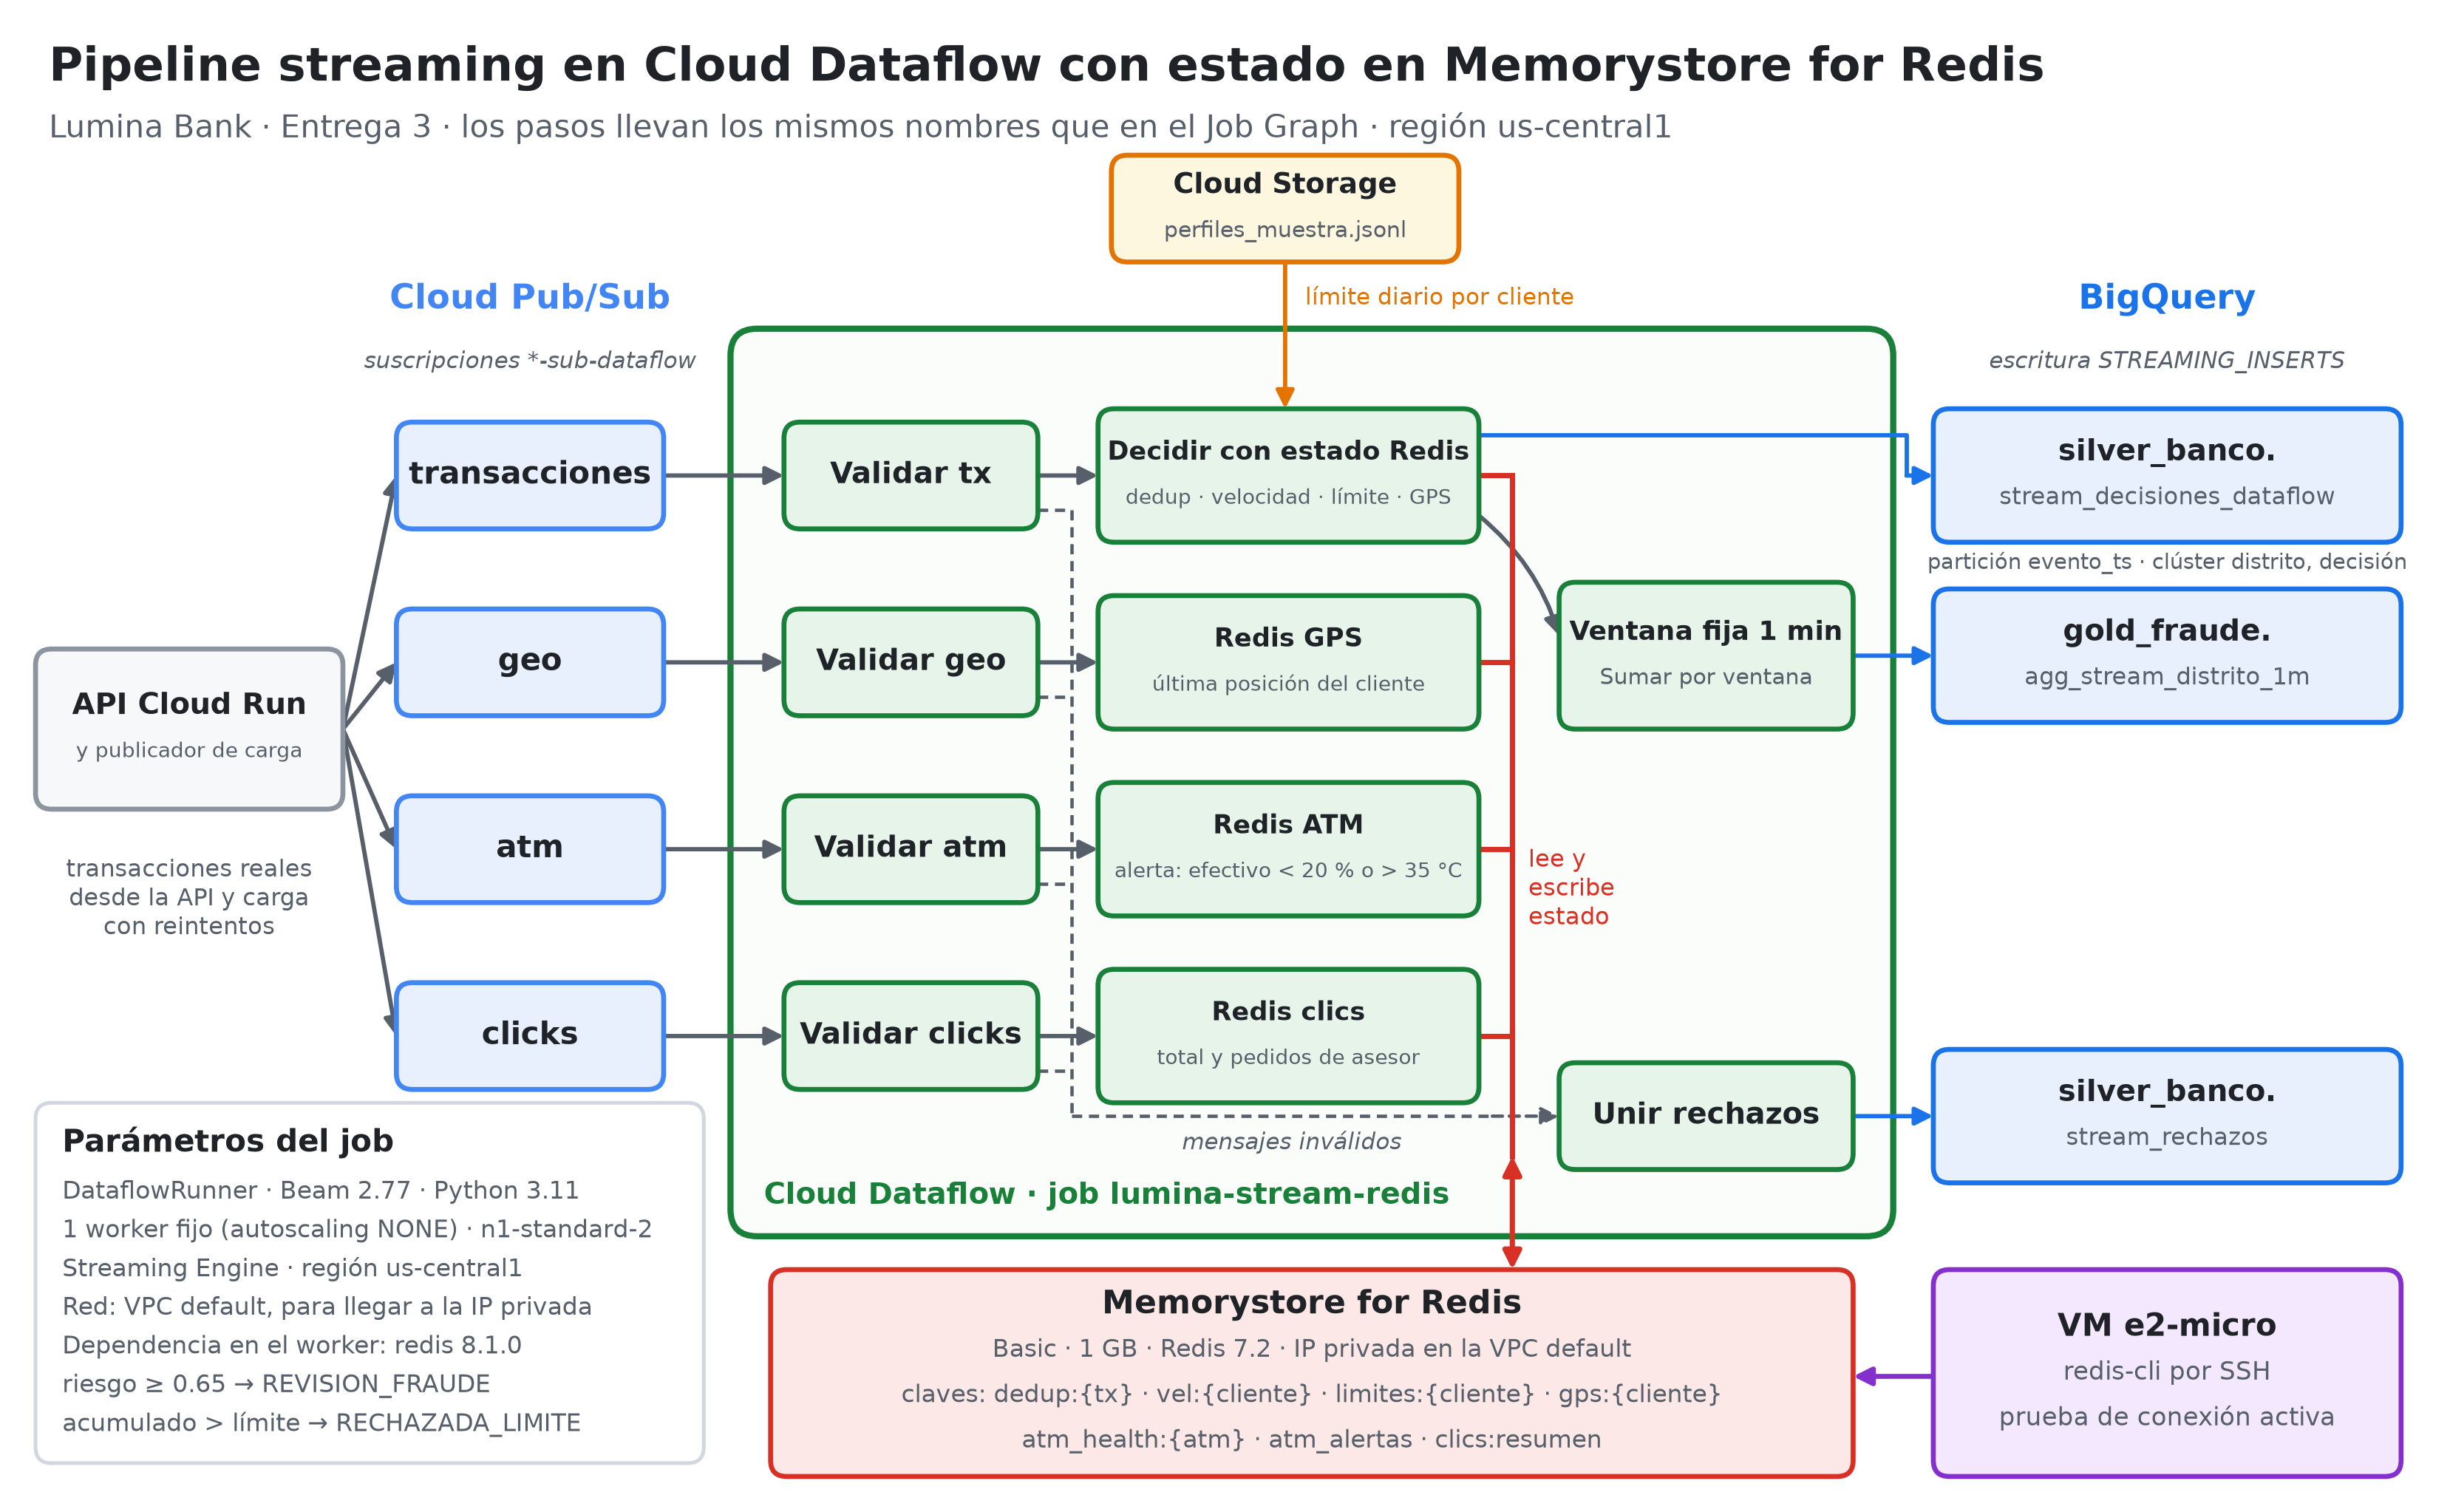 Pipeline streaming en Cloud Dataflow con estado en Memorystore for Redis
Lumina Bank · Entrega 3 · los pasos llevan los mismos nombres que en el Job Graph · región us-central1
Cloud Storage
perfiles_muestra.jsonl
límite diario por cliente
Cloud Pub/Sub
suscripciones *-sub-dataflow
BigQuery
escritura STREAMING_INSERTS
transacciones
Validar tx
Decidir con estado Redis
dedup · velocidad · límite · GPS
silver_banco.
stream_decisiones_dataflow
partición evento_ts · clúster distrito, decisión
geo
Validar geo
Redis GPS
última posición del cliente
Ventana fija 1 min
Sumar por ventana
gold_fraude.
agg_stream_distrito_1m
API Cloud Run
y publicador de carga
transacciones reales
desde la API y carga
con reintentos
atm
Validar atm
Redis ATM
alerta: efectivo < 20 % o > 35 °C
lee y
escribe
estado
clicks
Validar clicks
Redis clics
total y pedidos de asesor
mensajes inválidos
Unir rechazos
silver_banco.
stream_rechazos
Cloud Dataflow · job lumina-stream-redis
Parámetros del job
DataflowRunner · Beam 2.77 · Python 3.11
1 worker fijo (autoscaling NONE) · n1-standard-2
Streaming Engine · región us-central1
Red: VPC default, para llegar a la IP privada
Dependencia en el worker: redis 8.1.0
riesgo ≥ 0.65 → REVISION_FRAUDE
acumulado > límite → RECHAZADA_LIMITE
Memorystore for Redis
Basic · 1 GB · Redis 7.2 · IP privada en la VPC default
claves: dedup:{tx} · vel:{cliente} · limites:{cliente} · gps:{cliente}
atm_health:{atm} · atm_alertas · clics:resumen
VM e2-micro
redis-cli por SSH
prueba de conexión activa